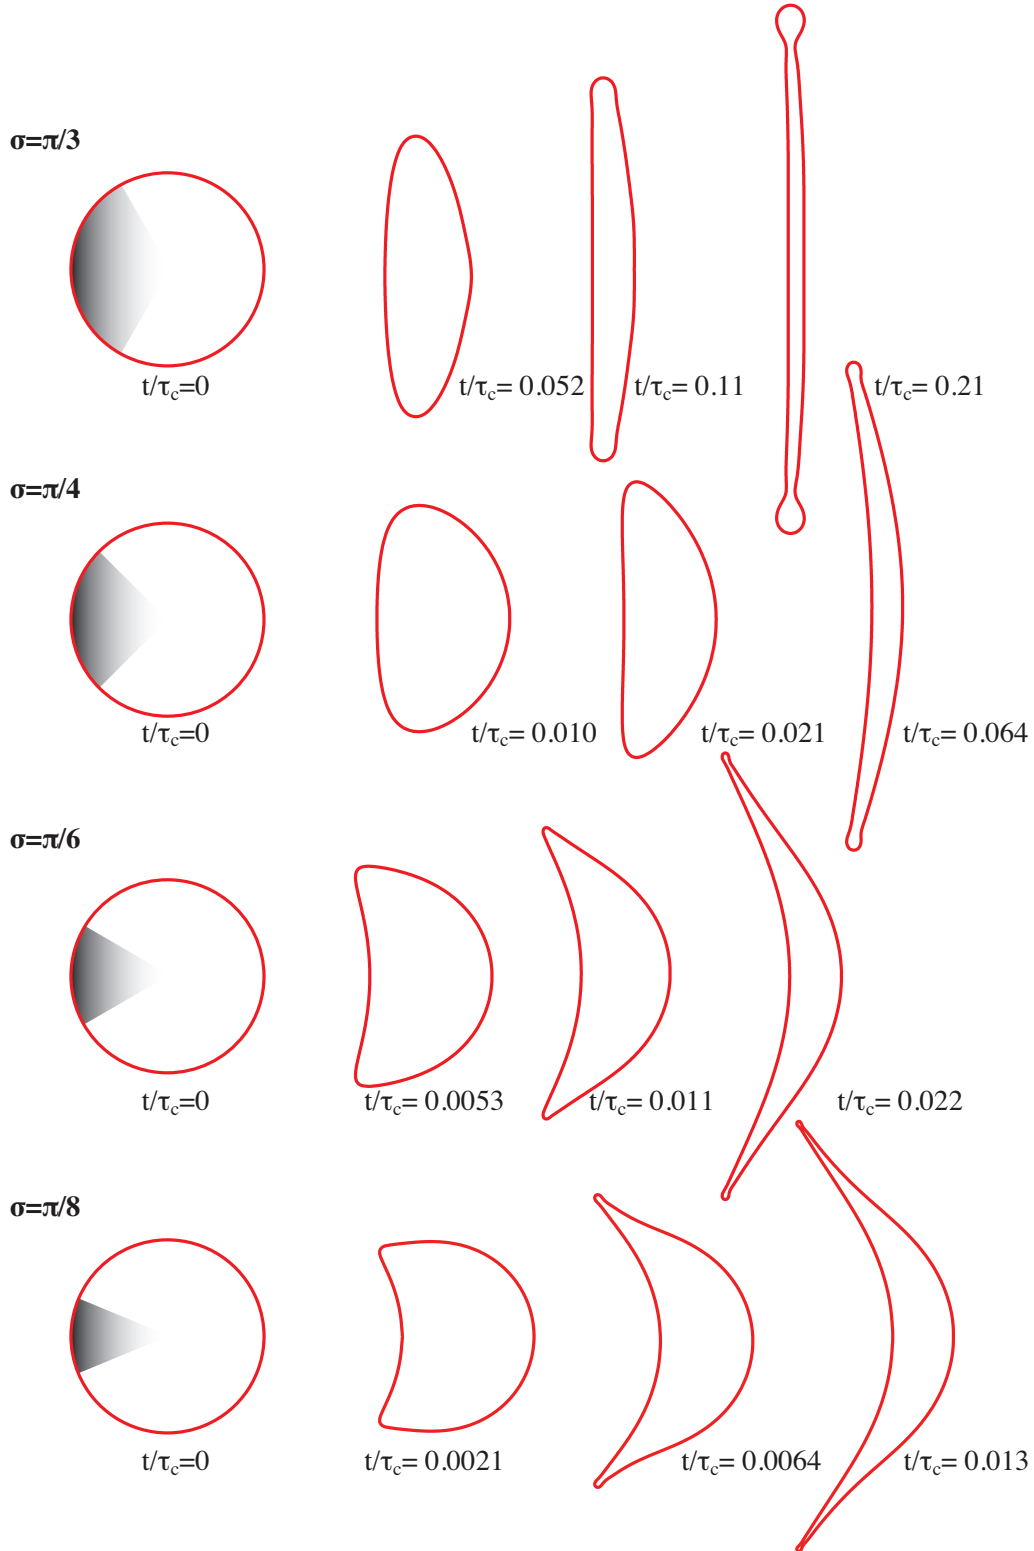 σ=π/3
t/τc=0
t/τc= 0.052
t/τc= 0.11
t/τc= 0.21
σ=π/4
t/τc=0
t/τc= 0.010
t/τc= 0.021
t/τc= 0.064
σ=π/6
t/τc=0
t/τc= 0.0053
t/τc= 0.011
t/τc= 0.022
σ=π/8
t/τc=0
t/τc= 0.0021
t/τc= 0.0064
t/τc= 0.013